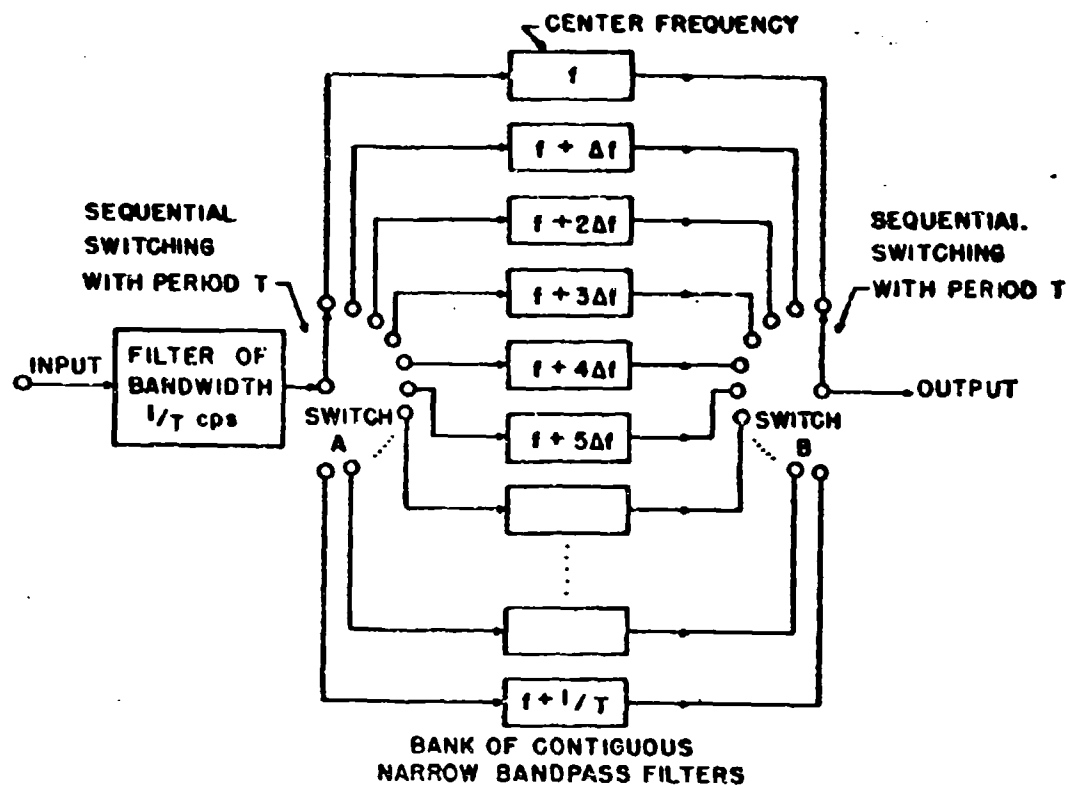 CENTER FREQUENCY
f
f + Δf
f + 2Δf
f + 3Δf
f + 4Δf
f + 5Δf
f + 1/T
SEQUENTIAL
SWITCHING
WITH PERIOD T
INPUT
FILTER OF
BANDWIDTH
1/T cps
SWITCH
A
SEQUENTIAL
SWITCHING
WITH PERIOD T
OUTPUT
SWITCH
B
BANK OF CONTIGUOUS
NARROW BANDPASS FILTERS